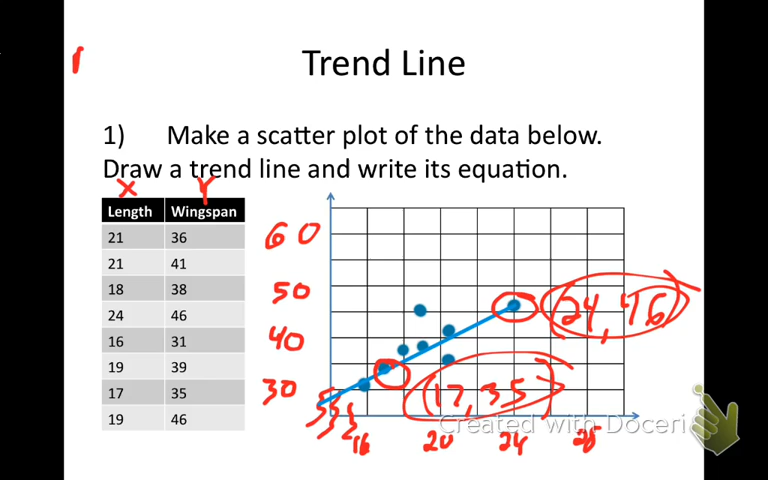 Trend Line
1) Make a scatter plot of the data below.
Draw a trend line and write its equation.
X Y
Length Wingspan
21 36
21 41
18 38
24 46
16 31
19 39
17 35
19 46
60
50
40
30
(24, 46)
(17, 35)
16 20 24 28
Created with Doceri